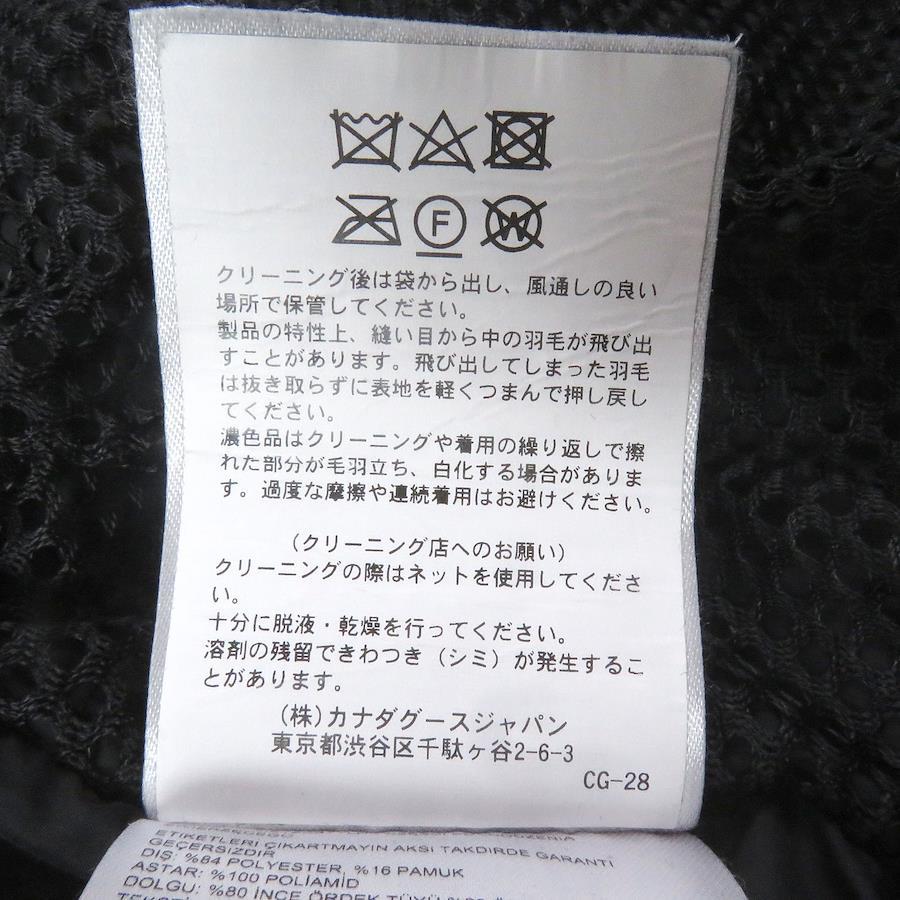 F W
クリーニング後は袋から出し、風通しの良い
場所で保管してください。
製品の特性上、縫い目から中の羽毛が飛び出
すことがあります。飛び出してしまった羽毛
は抜き取らずに表地を軽くつまんで押し戻し
てください。
濃色品はクリーニングや着用の繰り返しで擦
れた部分が毛羽立ち、白化する場合がありま
す。過度な摩擦や連続着用はお避けください。
(クリーニング店へのお願い)
クリーニングの際はネットを使用してくださ
い。
十分に脱液・乾燥を行ってください。
溶剤の残留できわつき(シミ)が発生するこ
とがあります。
(株)カナダグースジャパン
東京都渋谷区千駄ヶ谷2-6-3
CG-28
ETIKETLERI ÇIKARTMAYIN AKSI TAKDIRDE GARANTI
GEÇERSIZDIR
DIŞ: %84 POLYESTER, %16 PAMUK
ASTAR: %100 POLIAMID
DOLGU: %80 INCE ÖRDEK TÜYÜ